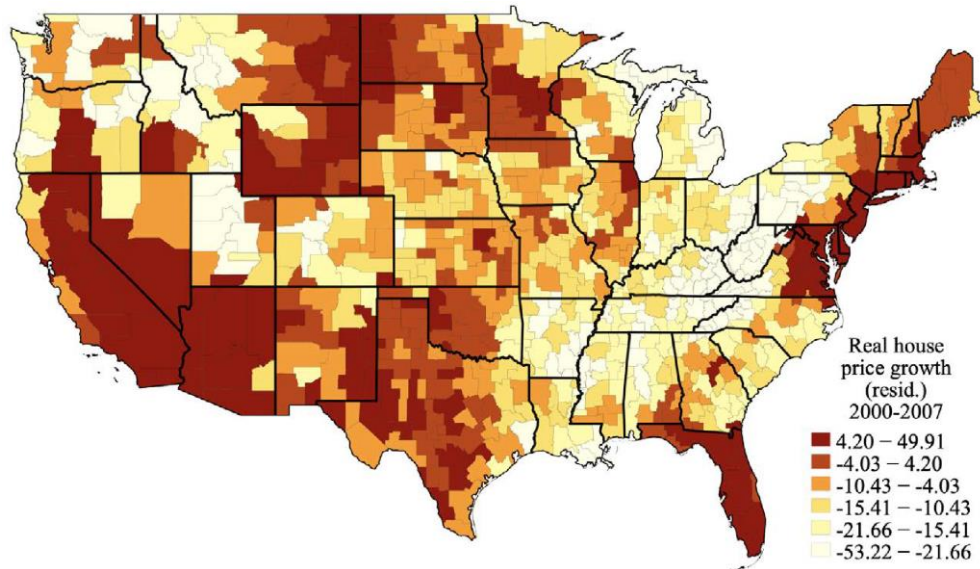 Real house
price growth
(resid.)
2000-2007
4.20 – 49.91
-4.03 – 4.20
-10.43 – -4.03
-15.41 – -10.43
-21.66 – -15.41
-53.22 – -21.66